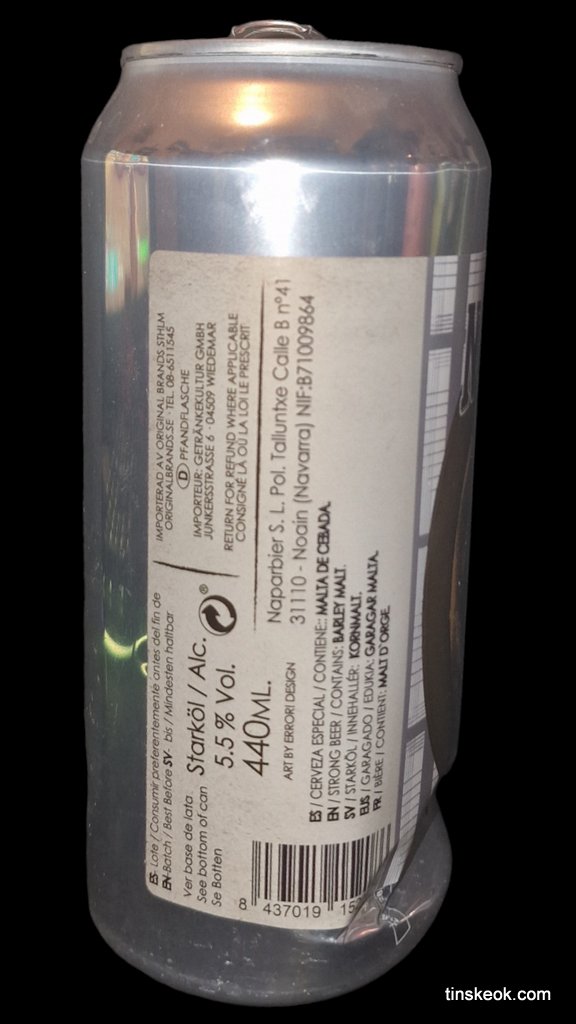 ES- Lote / Consumir preferentemente antes del fin de
EN-Batch / Best Before SV- bis / Mindesten haltbar
Ver base de lata
See bottom of can
Se Botten
Starköl / Alc.
5.5 % Vol.
440ML.
IMPORTERAD AV ORIGINAL BRANDS STHLM
ORIGINALBRANDS.SE · TEL. 08-6511545
D PFANDFLASCHE
IMPORTEUR: GETRÄNKEKULTUR GMBH
JUNKERSSTRASSE 6 · 04509 WIEDEMAR
RETURN FOR REFUND WHERE APPLICABLE
CONSIGNÉ LÀ OÙ LA LOI LE PRESCRIT
Naparbier S. L. Pol. Talluntxe Calle B nº41
31110 - Noain (Navarra) NIF:B71009864
ART BY ERROR! DESIGN
ES / CERVEZA ESPECIAL / CONTIENE: MALTA DE CEBADA.
EN / STRONG BEER / CONTAINS: BARLEY MALT.
SV / STARKÖL / INNEHALLER: KORNMALT.
EUS / GARAGADO / EDUKIA: GARAGAR MALTA.
FR / BIÈRE / CONTIENT: MALT D'ORGE.
8 437019 15
tinskeok.com